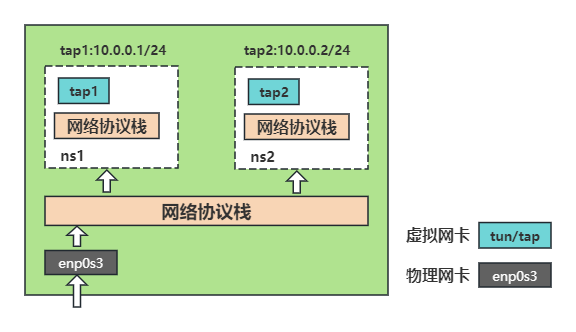 tap1:10.0.0.1/24
tap2:10.0.0.2/24
tap1
网络协议栈
ns1
tap2
网络协议栈
ns2
网络协议栈
enp0s3
虚拟网卡
tun/tap
物理网卡
enp0s3